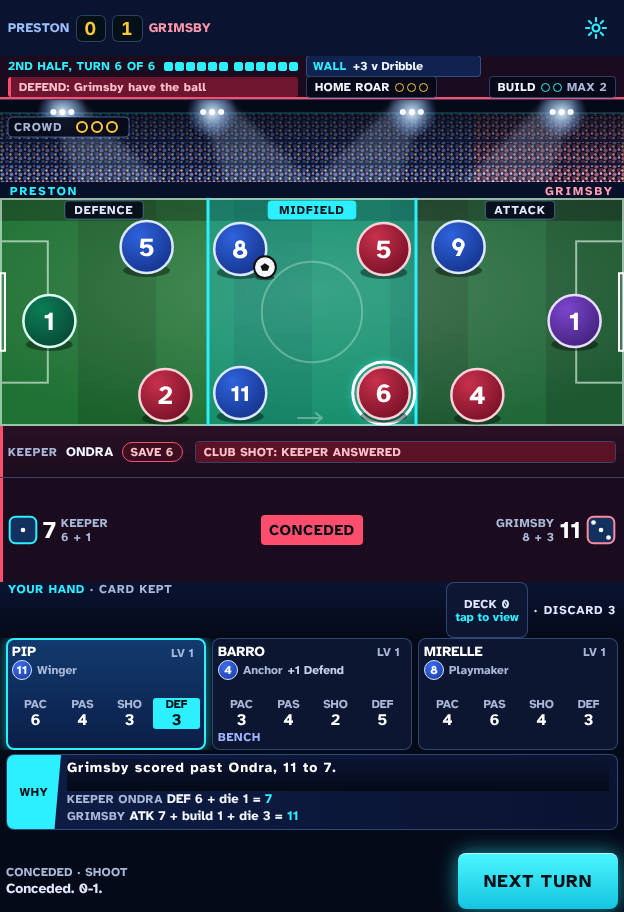 PRESTON 0 1 GRIMSBY
2ND HALF, TURN 6 OF 6
WALL +3 v Dribble
DEFEND: Grimsby have the ball
HOME ROAR
BUILD MAX 2
CROWD
PRESTON
GRIMSBY
DEFENCE
MIDFIELD
ATTACK
5
8
5
9
1
1
2
11
6
4
KEEPER ONDRA SAVE 6
CLUB SHOT: KEEPER ANSWERED
7 KEEPER
6 + 1
CONCEDED
GRIMSBY 11
8 + 3
YOUR HAND · CARD KEPT
DECK 0
tap to view
· DISCARD 3
PIP LV 1
11 Winger
PAC PAS SHO DEF
6 4 3 3
BARRO LV 1
4 Anchor +1 Defend
PAC PAS SHO DEF
3 4 2 5
BENCH
MIRELLE LV 1
8 Playmaker
PAC PAS SHO DEF
4 6 4 3
WHY
Grimsby scored past Ondra, 11 to 7.
KEEPER ONDRA DEF 6 + die 1 = 7
GRIMSBY ATK 7 + build 1 + die 3 = 11
CONCEDED · SHOOT
Conceded. 0-1.
NEXT TURN